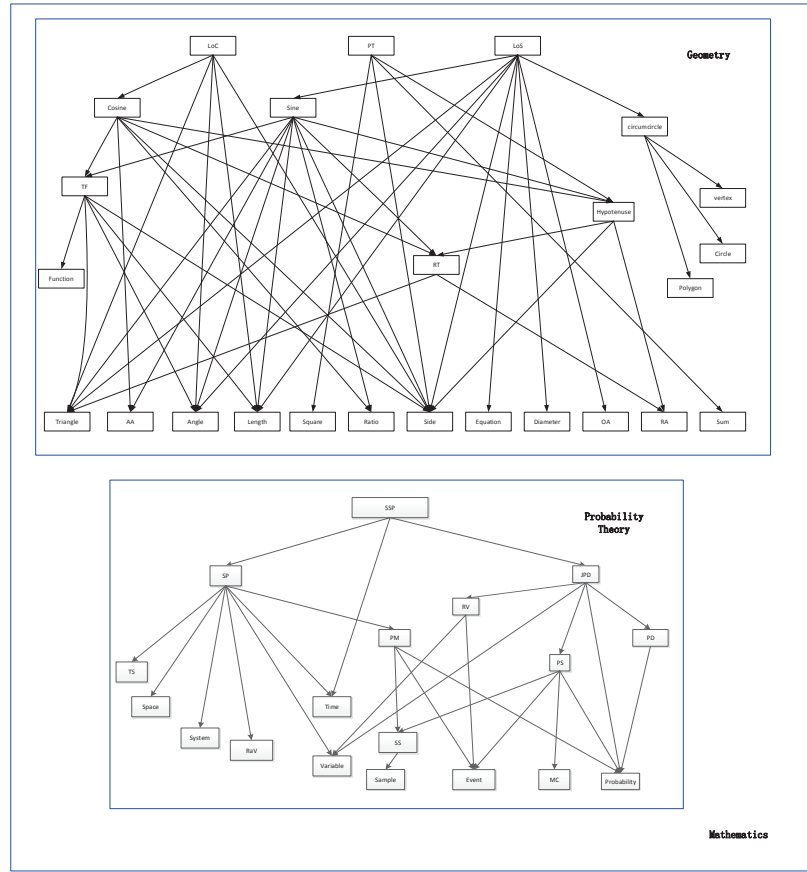 LoC
PT
LoS
Geometry
Cosine
Sine
circumcircle
TF
vertex
Hypotenuse
Circle
RT
Function
Polygon
Triangle
AA
Angle
Length
Square
Ratio
Side
Equation
Diameter
OA
RA
Sum
SSP
Probability
Theory
SP
JPD
RV
PM
PD
PS
TS
Space
Time
System
SS
RaV
Variable
Sample
Event
MC
Probability
Mathematics